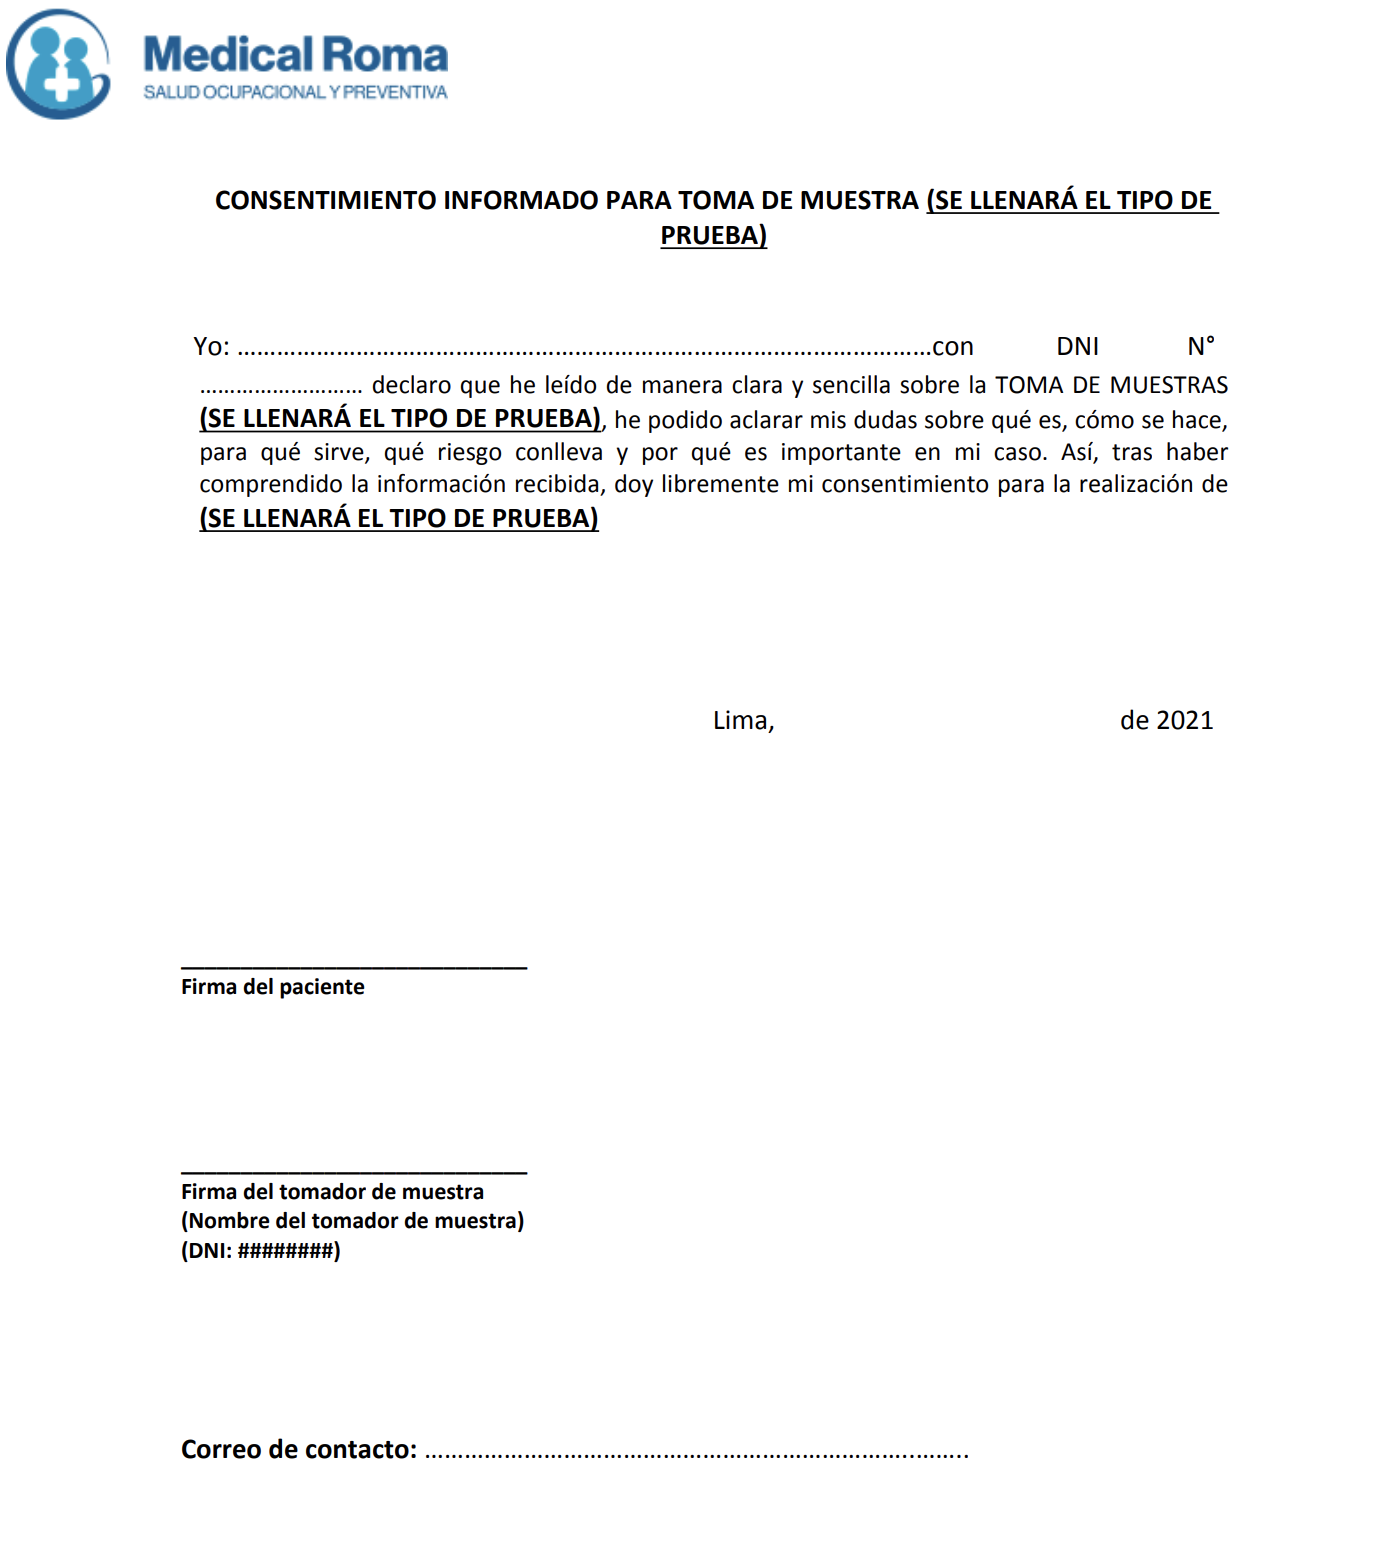 Medical Roma
SALUD OCUPACIONAL Y PREVENTIVA
CONSENTIMIENTO INFORMADO PARA TOMA DE MUESTRA (SE LLENARÁ EL TIPO DE
PRUEBA)
Yo: ……………………………………………………………………………………………con DNI N°
……………………… declaro que he leído de manera clara y sencilla sobre la TOMA DE MUESTRAS
(SE LLENARÁ EL TIPO DE PRUEBA), he podido aclarar mis dudas sobre qué es, cómo se hace,
para qué sirve, qué riesgo conlleva y por qué es importante en mi caso. Así, tras haber
comprendido la información recibida, doy libremente mi consentimiento para la realización de
(SE LLENARÁ EL TIPO DE PRUEBA)
Lima, de 2021
______________________________
Firma del paciente
______________________________
Firma del tomador de muestra
(Nombre del tomador de muestra)
(DNI: ########)
Correo de contacto: ………………………………………………………………..……..